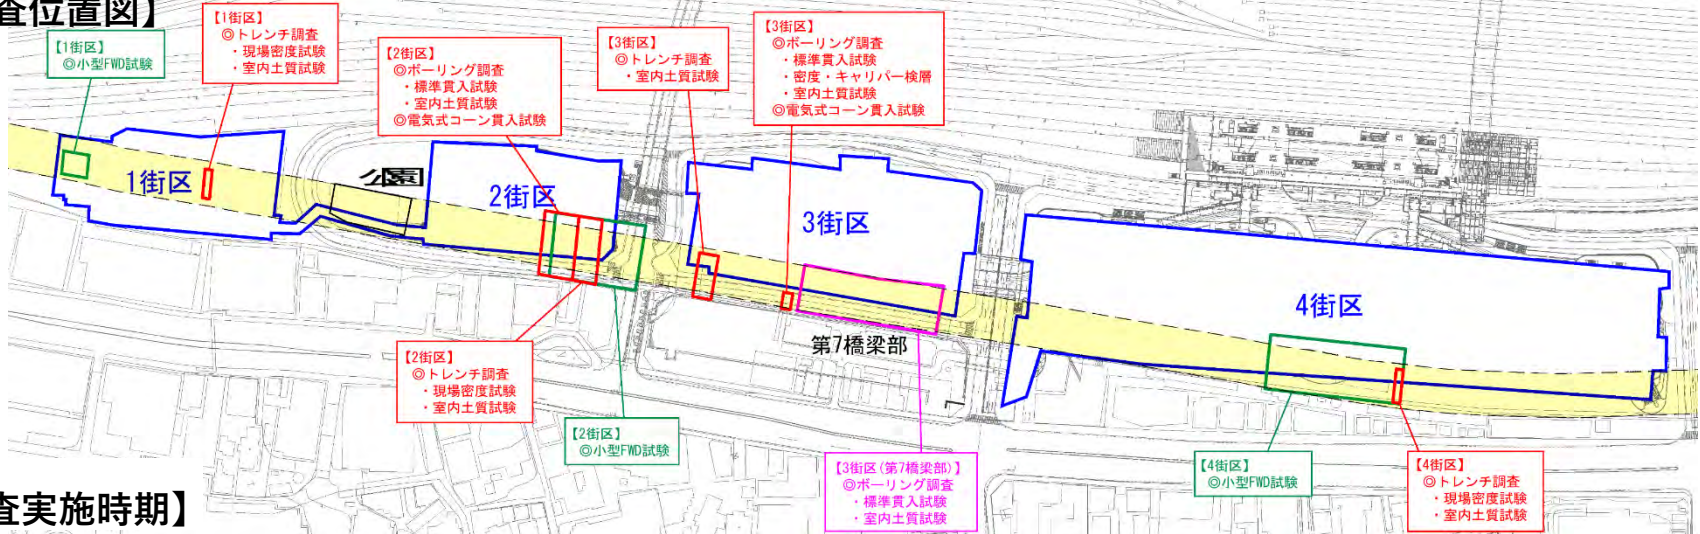 査位置図】
【1街区】
◎小型FWD試験
【1街区】
◎トレンチ調査
・現場密度試験
・室内土質試験
【2街区】
◎ボーリング調査
・標準貫入試験
・室内土質試験
◎電気式コーン貫入試験
【3街区】
◎トレンチ調査
・室内土質試験
【3街区】
◎ボーリング調査
・標準貫入試験
・密度・キャリパー検層
・室内土質試験
◎電気式コーン貫入試験
1街区
公園
2街区
3街区
4街区
第7橋梁部
【2街区】
◎トレンチ調査
・現場密度試験
・室内土質試験
【2街区】
◎小型FWD試験
【3街区(第7橋梁部)】
◎ボーリング調査
・標準貫入試験
・室内土質試験
【4街区】
◎小型FWD試験
【4街区】
◎トレンチ調査
・現場密度試験
・室内土質試験
査実施時期】